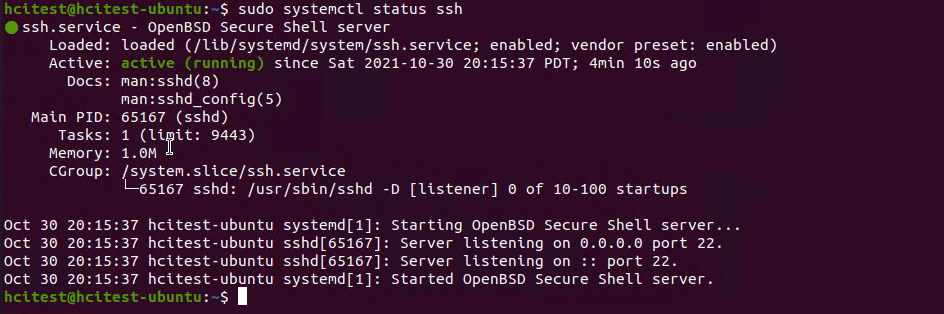 hcitest@hcitest-ubuntu:~$ sudo systemctl status ssh
● ssh.service - OpenBSD Secure Shell server
Loaded: loaded (/lib/systemd/system/ssh.service; enabled; vendor preset: enabled)
Active: active (running) since Sat 2021-10-30 20:15:37 PDT; 4min 10s ago
Docs: man:sshd(8)
man:sshd_config(5)
Main PID: 65167 (sshd)
Tasks: 1 (limit: 9443)
Memory: 1.0M
CGroup: /system.slice/ssh.service
└─65167 sshd: /usr/sbin/sshd -D [listener] 0 of 10-100 startups
Oct 30 20:15:37 hcitest-ubuntu systemd[1]: Starting OpenBSD Secure Shell server...
Oct 30 20:15:37 hcitest-ubuntu sshd[65167]: Server listening on 0.0.0.0 port 22.
Oct 30 20:15:37 hcitest-ubuntu sshd[65167]: Server listening on :: port 22.
Oct 30 20:15:37 hcitest-ubuntu systemd[1]: Started OpenBSD Secure Shell server.
hcitest@hcitest-ubuntu:~$